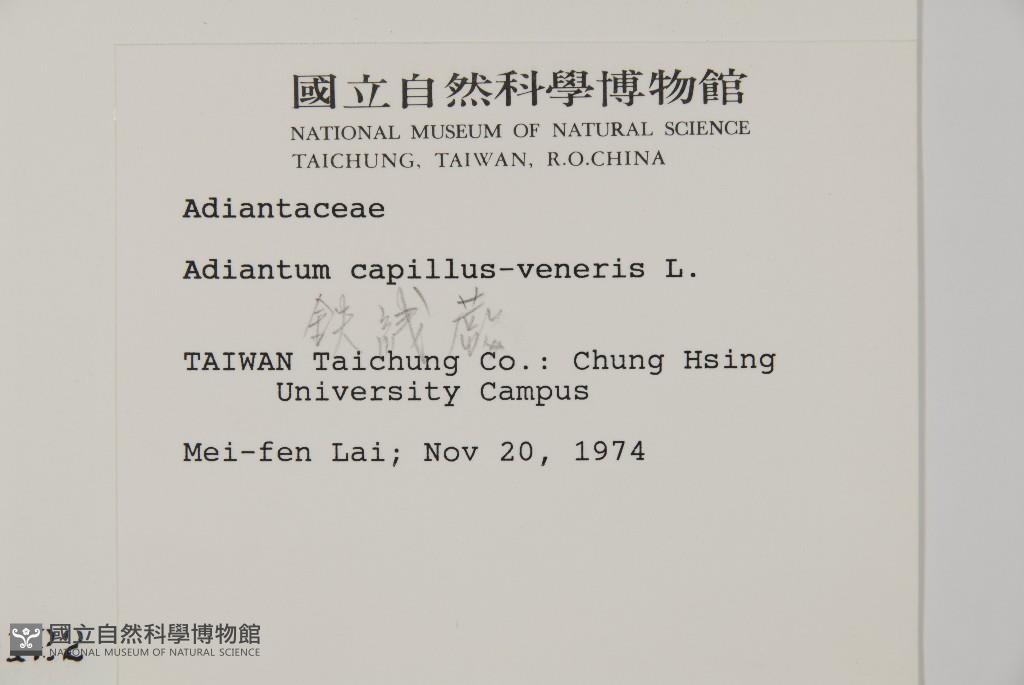 國立自然科學博物館
NATIONAL MUSEUM OF NATURAL SCIENCE
TAICHUNG, TAIWAN, R.O.CHINA
Adiantaceae
Adiantum capillus-veneris L.
鉄線蕨
TAIWAN Taichung Co.: Chung Hsing
University Campus
Mei-fen Lai; Nov 20, 1974
國立自然科學博物館
NATIONAL MUSEUM OF NATURAL SCIENCE